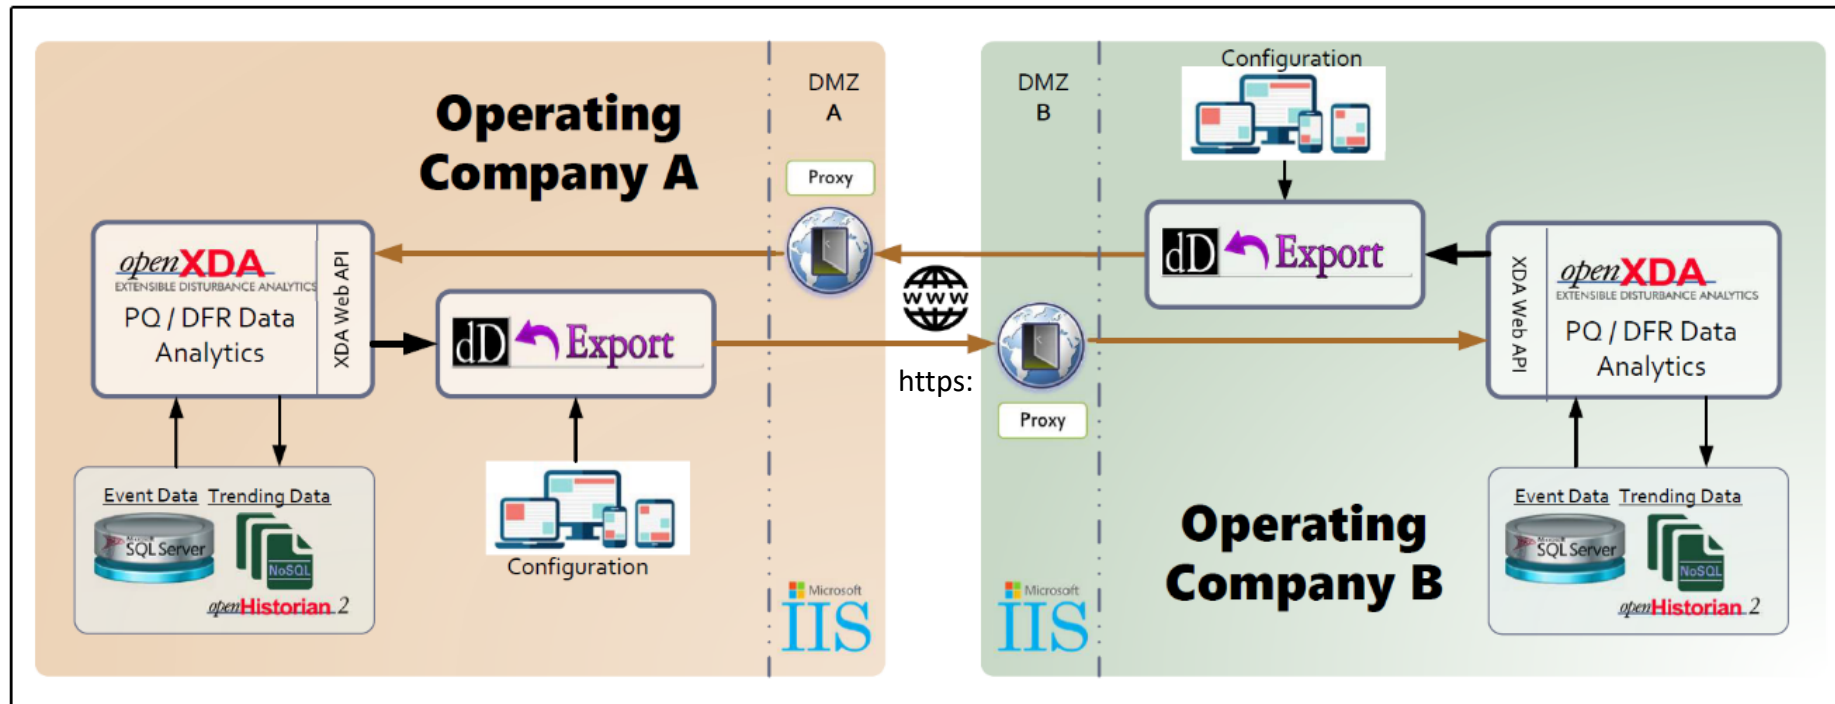 Operating
Company A
DMZ
A
Proxy
openXDA
EXTENSIBLE DISTURBANCE ANALYTICS
PQ / DFR Data
Analytics
XDA Web API
dD Export
Event Data Trending Data
Microsoft
SQL Server
NoSQL
openHistorian 2
Configuration
Microsoft
IIS
www
https:
DMZ
B
Proxy
Microsoft
IIS
Configuration
dD Export
XDA Web API
openXDA
EXTENSIBLE DISTURBANCE ANALYTICS
PQ / DFR Data
Analytics
Operating
Company B
Event Data Trending Data
Microsoft
SQL Server
NoSQL
openHistorian 2